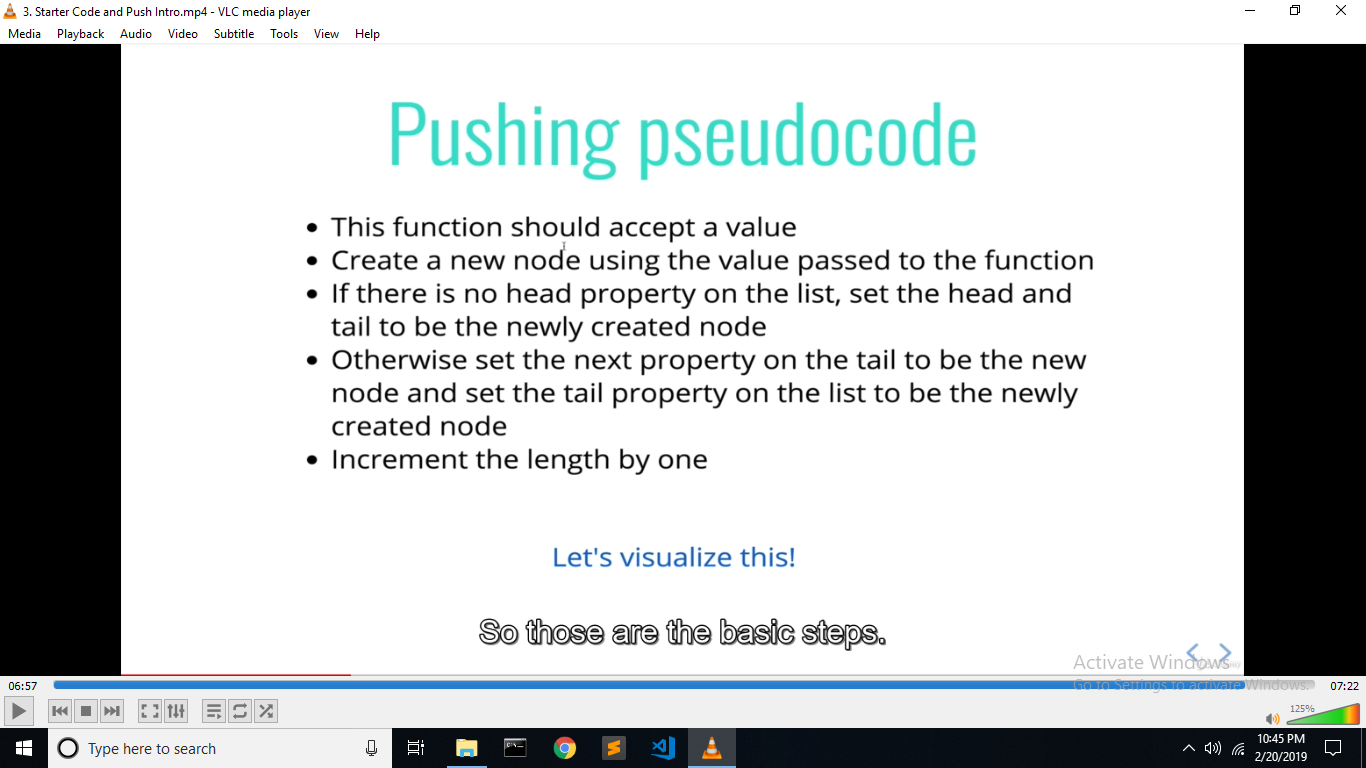 3. Starter Code and Push Intro.mp4 - VLC media player
Media Playback Audio Video Subtitle Tools View Help
Pushing pseudocode
• This function should accept a value
• Create a new node using the value passed to the function
• If there is no head property on the list, set the head and
tail to be the newly created node
• Otherwise set the next property on the tail to be the new
node and set the tail property on the list to be the newly
created node
• Increment the length by one
Let's visualize this!
So those are the basic steps.
Activate Windows
Go to Settings to activate Windows.
06:57
07:22
125%
Type here to search
10:45 PM
2/20/2019